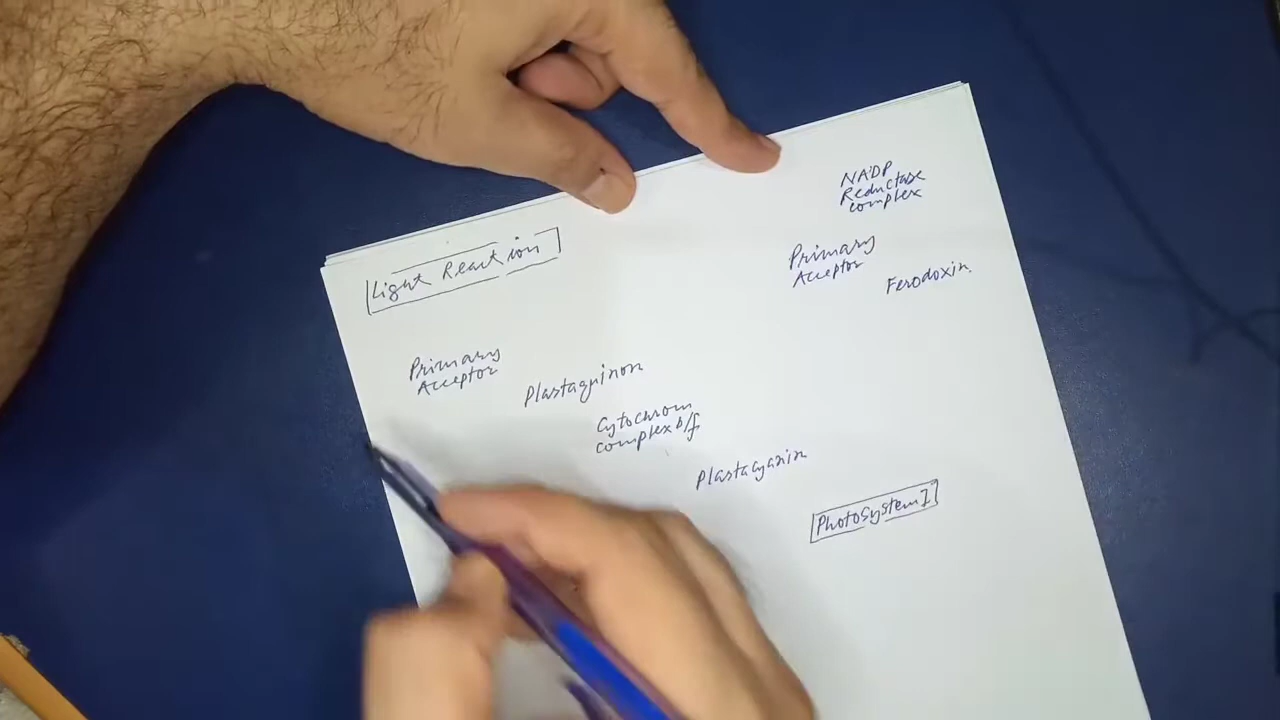 Light Reaction
NADP
Reductase
complex
Primary
Acceptor
Ferodoxin
Primary
Acceptor
Plastaquinon
Cytochrom
complex b/f
Plastacyanin
Photosystem I